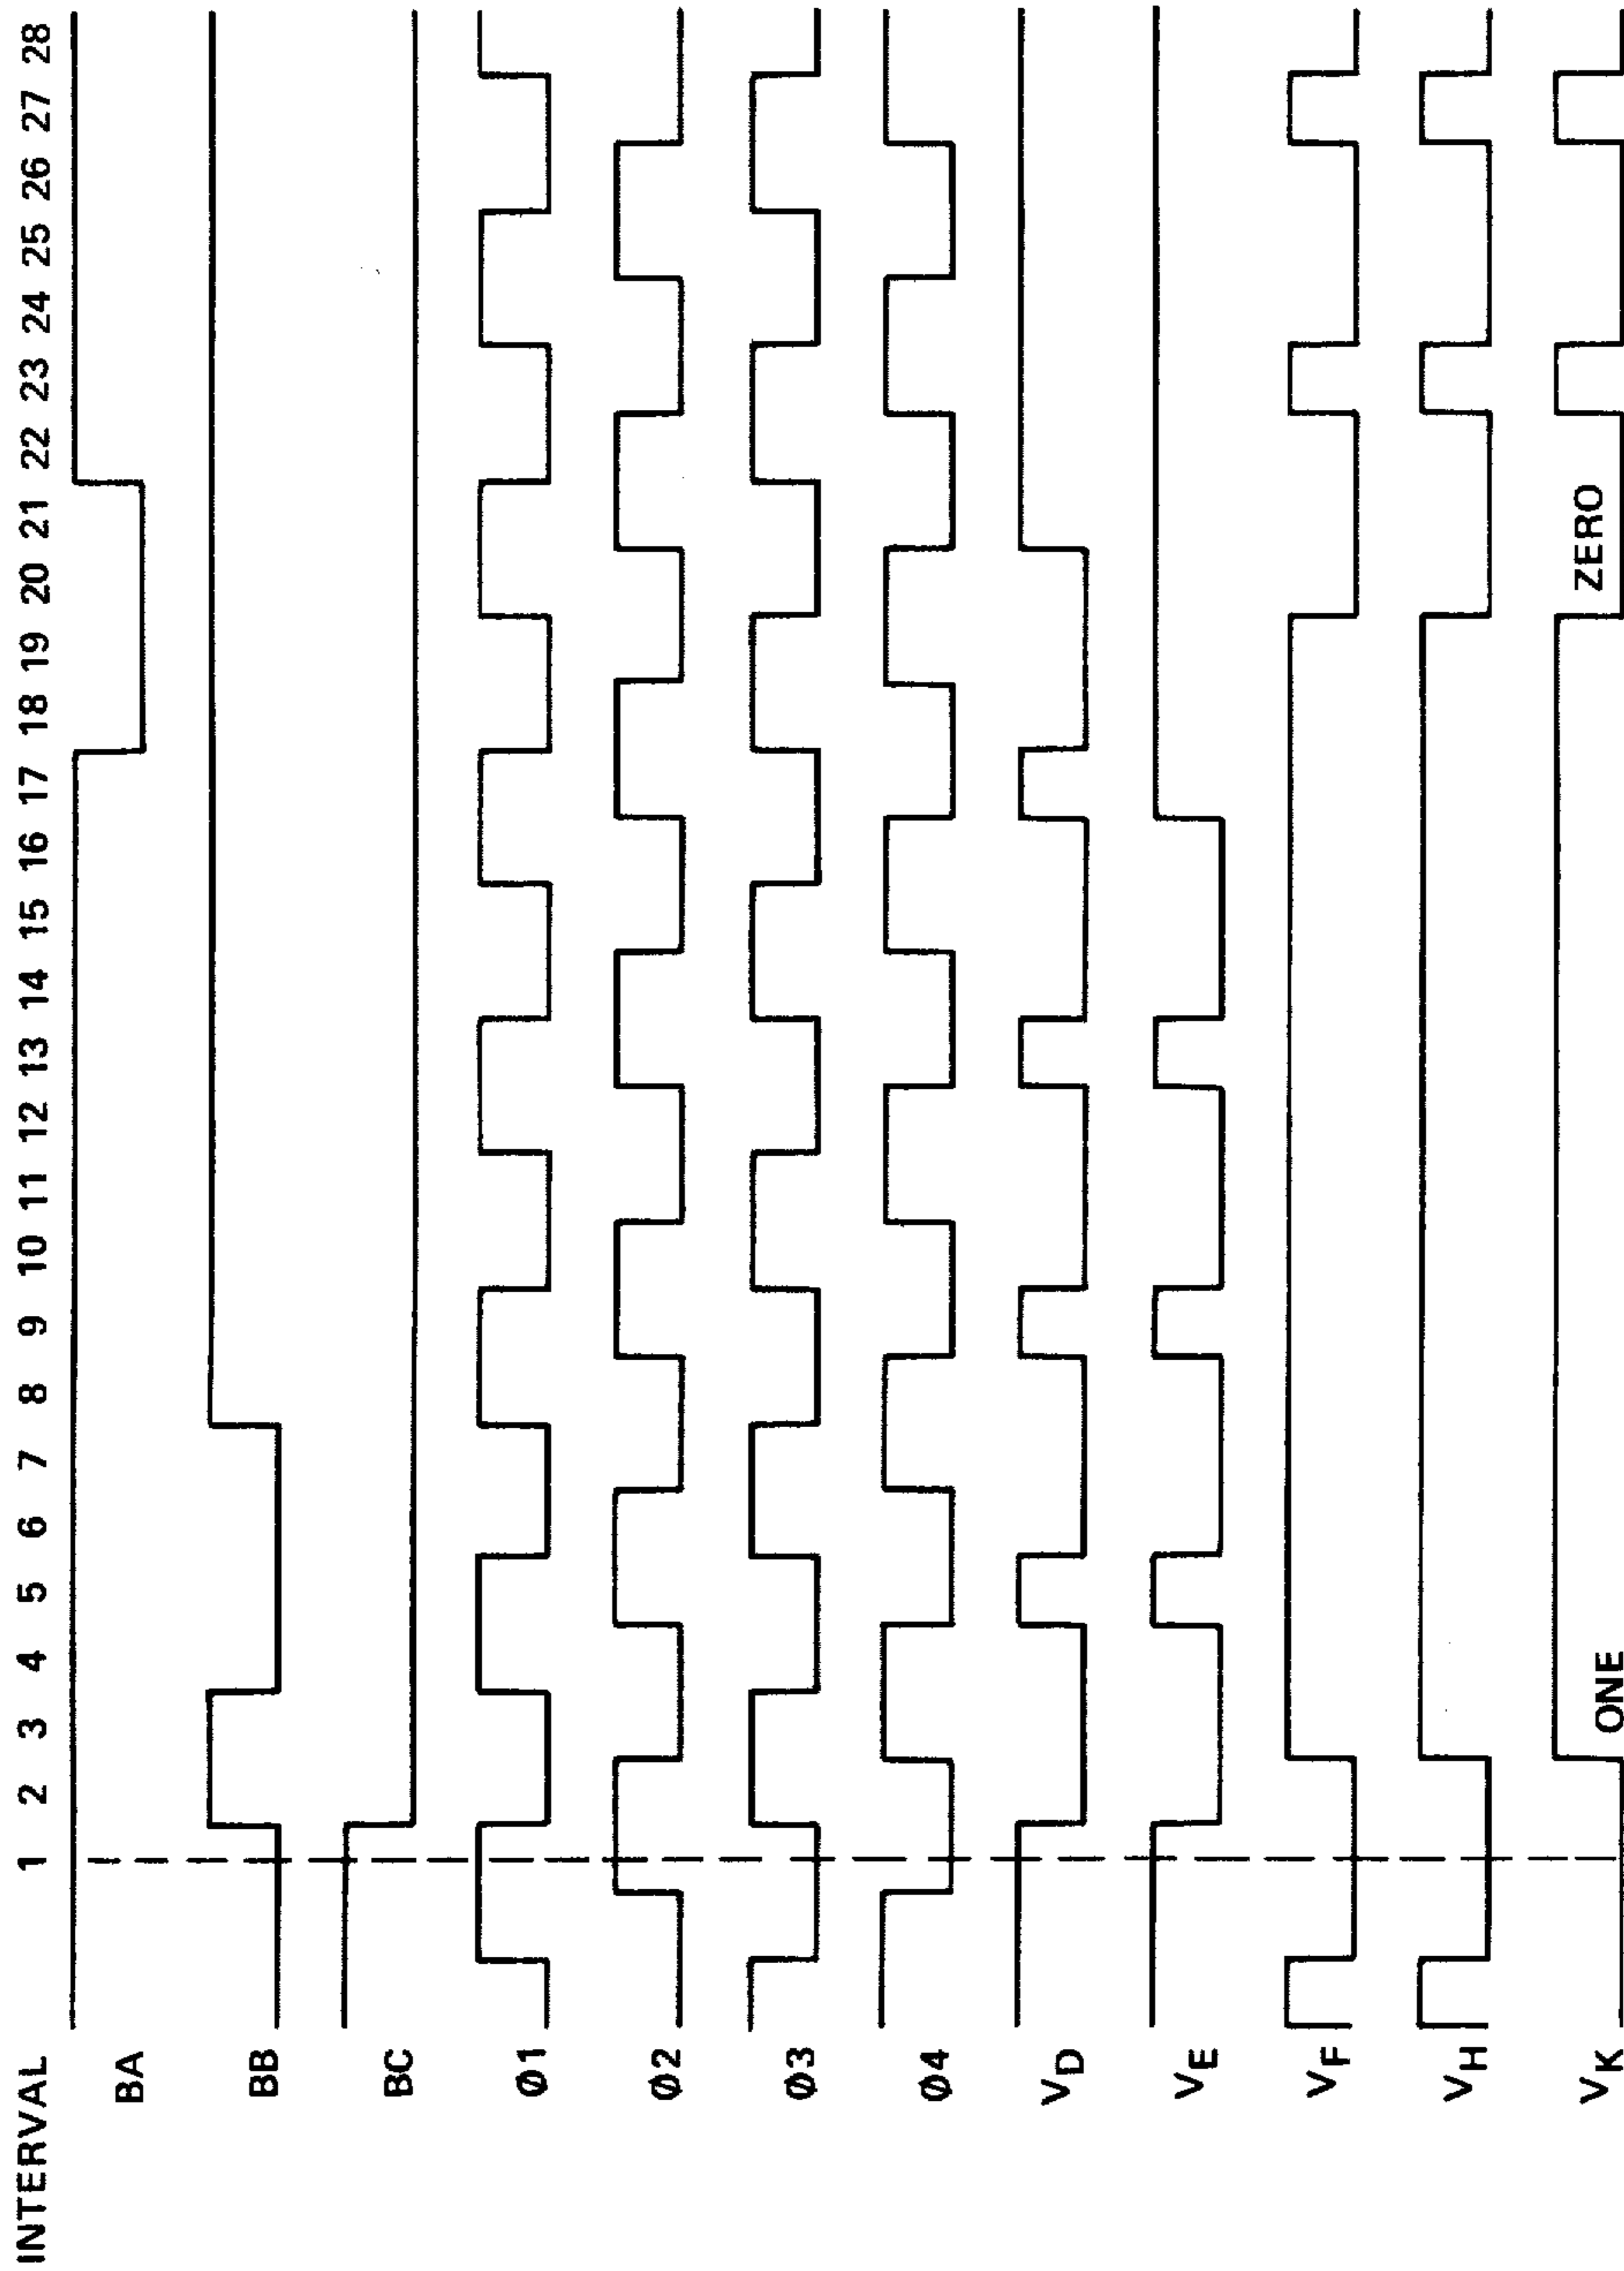 INTERVAL 1 2 3 4 5 6 7 8 9 10 11 12 13 14 15 16 17 18 19 20 21 22 23 24 25 26 27 28
BA
BB
BC
Ø1
Ø2
Ø3
Ø4
VD
VE
VF
VH
VK
ONE
ZERO